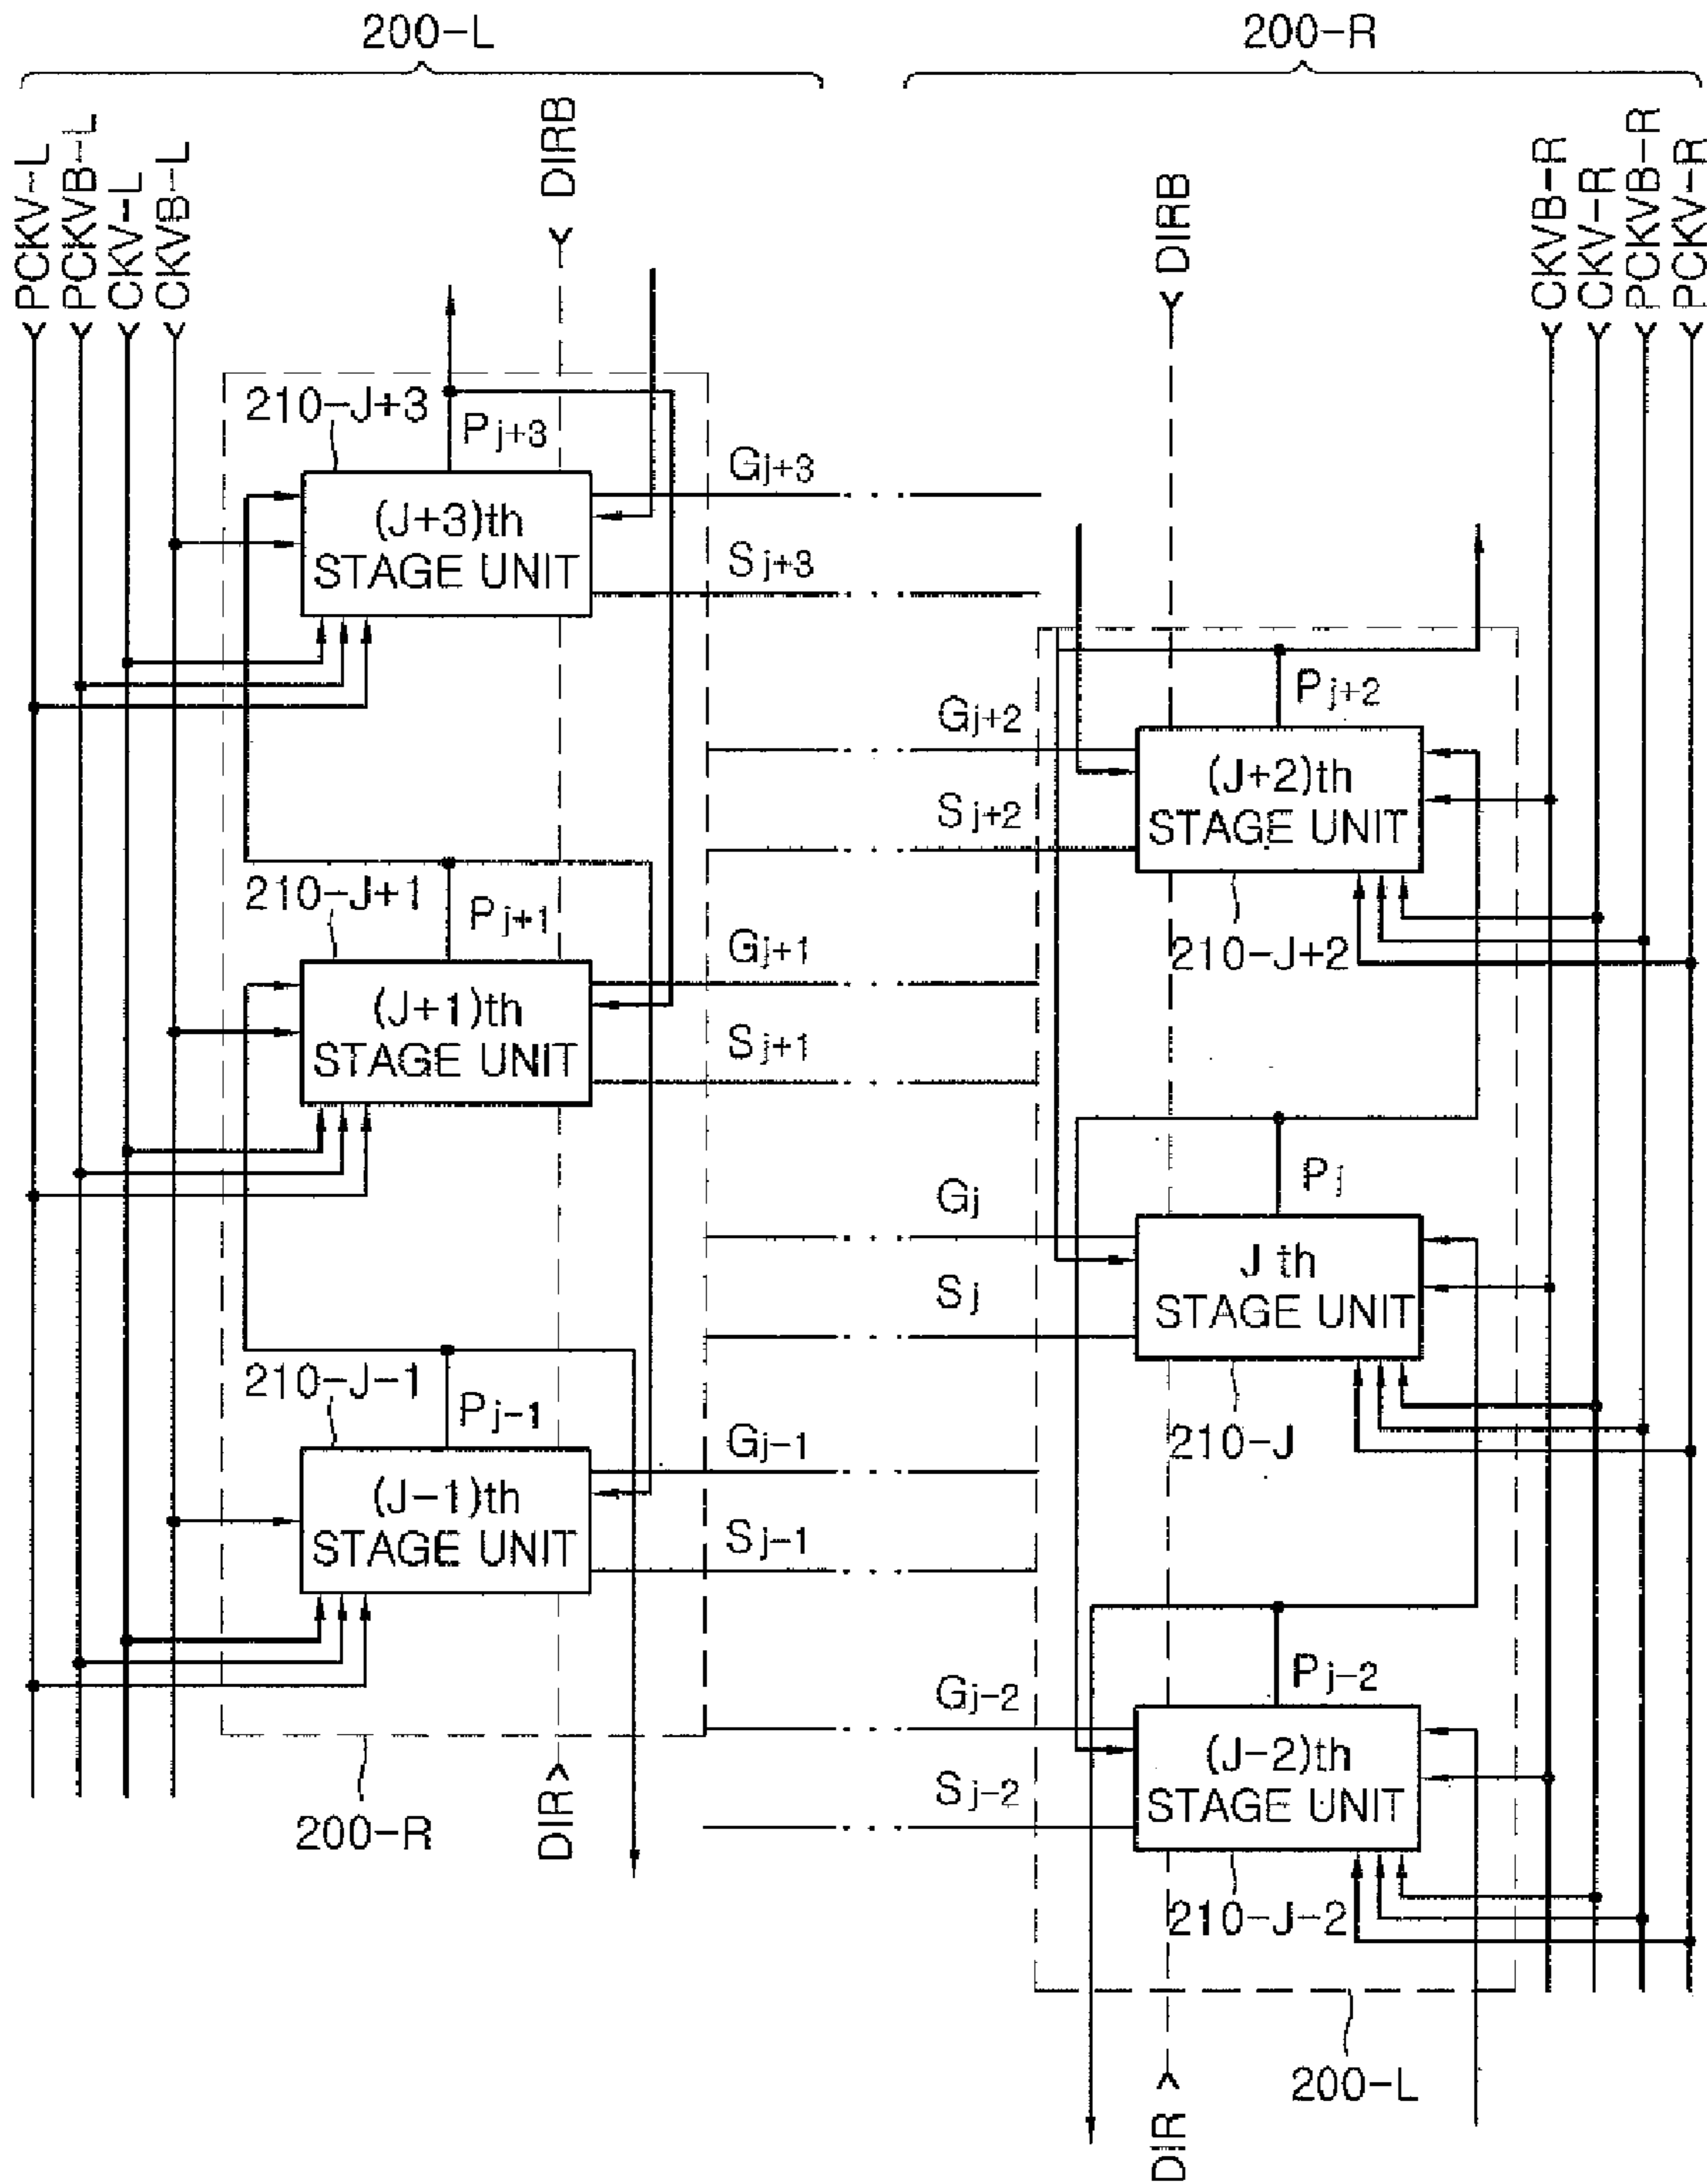 200-L
200-R
PCKV-L
PCKVB-L
CKV-L
CKVB-L
DIRB
DIRB
CKVB-R
CKV-R
PCKVB-R
PCKV-R
210-J+3
Pj+3
(J+3)th
STAGE UNIT
Gj+3
Sj+3
Pj+2
Gj+2
(J+2)th
STAGE UNIT
Sj+2
210-J+2
210-J+1
Pj+1
(J+1)th
STAGE UNIT
Gj+1
Sj+1
Pj
Gj
J th
STAGE UNIT
Sj
210-J
210-J-1
Pj-1
(J-1)th
STAGE UNIT
Gj-1
Sj-1
Pj-2
Gj-2
(J-2)th
STAGE UNIT
Sj-2
210-J-2
200-R
DIR
200-L
DIR